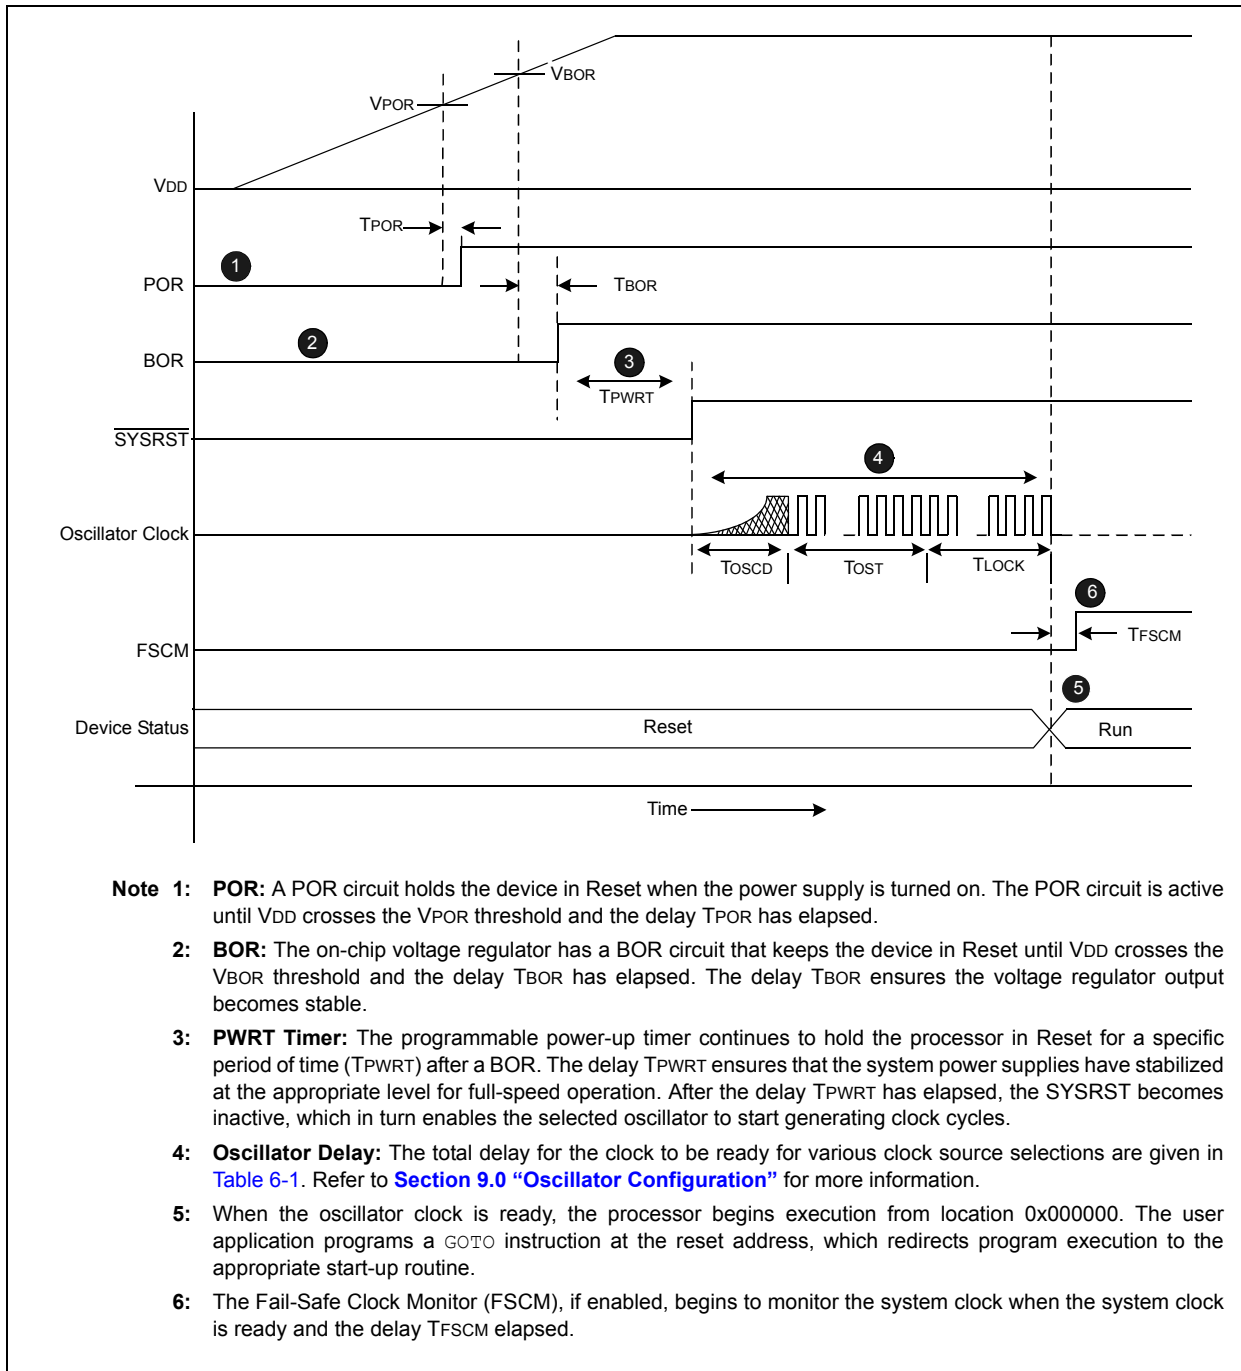 VBOR
VPOR
VDD
TPOR
1
POR
TBOR
2
BOR
3
TPWRT
SYSRST
4
Oscillator Clock
TOSCD
TOST
TLOCK
6
TFSCM
FSCM
5
Device Status
Reset
Run
Time
Note 1: POR: A POR circuit holds the device in Reset when the power supply is turned on. The POR circuit is active
until VDD crosses the VPOR threshold and the delay TPOR has elapsed.
2: BOR: The on-chip voltage regulator has a BOR circuit that keeps the device in Reset until VDD crosses the
VBOR threshold and the delay TBOR has elapsed. The delay TBOR ensures the voltage regulator output
becomes stable.
3: PWRT Timer: The programmable power-up timer continues to hold the processor in Reset for a specific
period of time (TPWRT) after a BOR. The delay TPWRT ensures that the system power supplies have stabilized
at the appropriate level for full-speed operation. After the delay TPWRT has elapsed, the SYSRST becomes
inactive, which in turn enables the selected oscillator to start generating clock cycles.
4: Oscillator Delay: The total delay for the clock to be ready for various clock source selections are given in
Table 6-1. Refer to Section 9.0 “Oscillator Configuration” for more information.
5: When the oscillator clock is ready, the processor begins execution from location 0x000000. The user
application programs a GOTO instruction at the reset address, which redirects program execution to the
appropriate start-up routine.
6: The Fail-Safe Clock Monitor (FSCM), if enabled, begins to monitor the system clock when the system clock
is ready and the delay TFSCM elapsed.